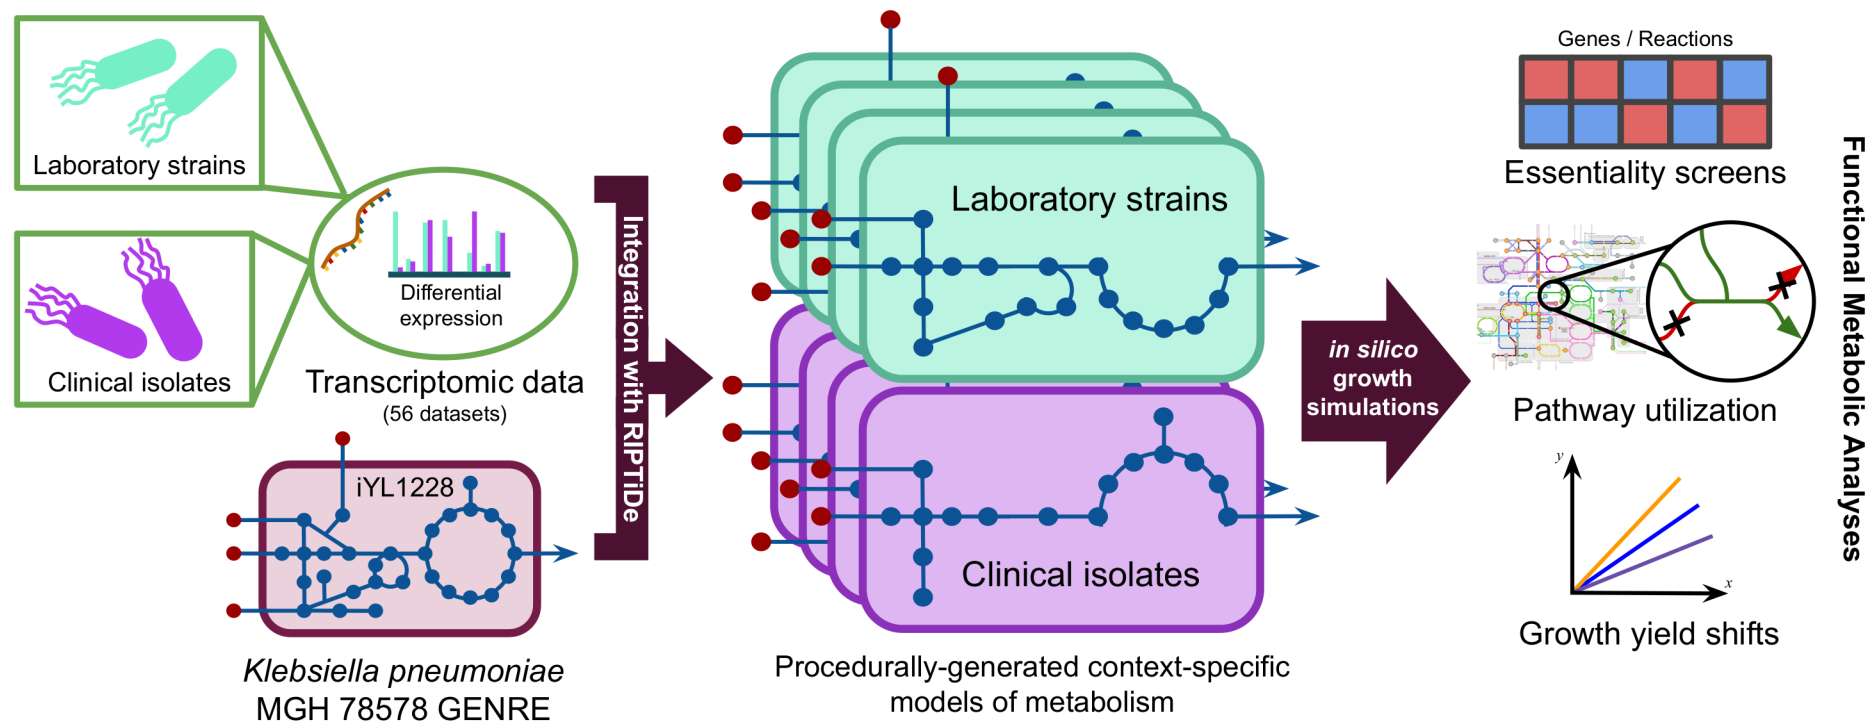 Laboratory strains
Clinical isolates
Differential
expression
Transcriptomic data
(56 datasets)
iYL1228
Klebsiella pneumoniae
MGH 78578 GENRE
Integration with RIPTiDe
Laboratory strains
Clinical isolates
Procedurally-generated context-specific
models of metabolism
in silico
growth
simulations
Genes / Reactions
Essentiality screens
Pathway utilization
y
x
Growth yield shifts
Functional Metabolic Analyses